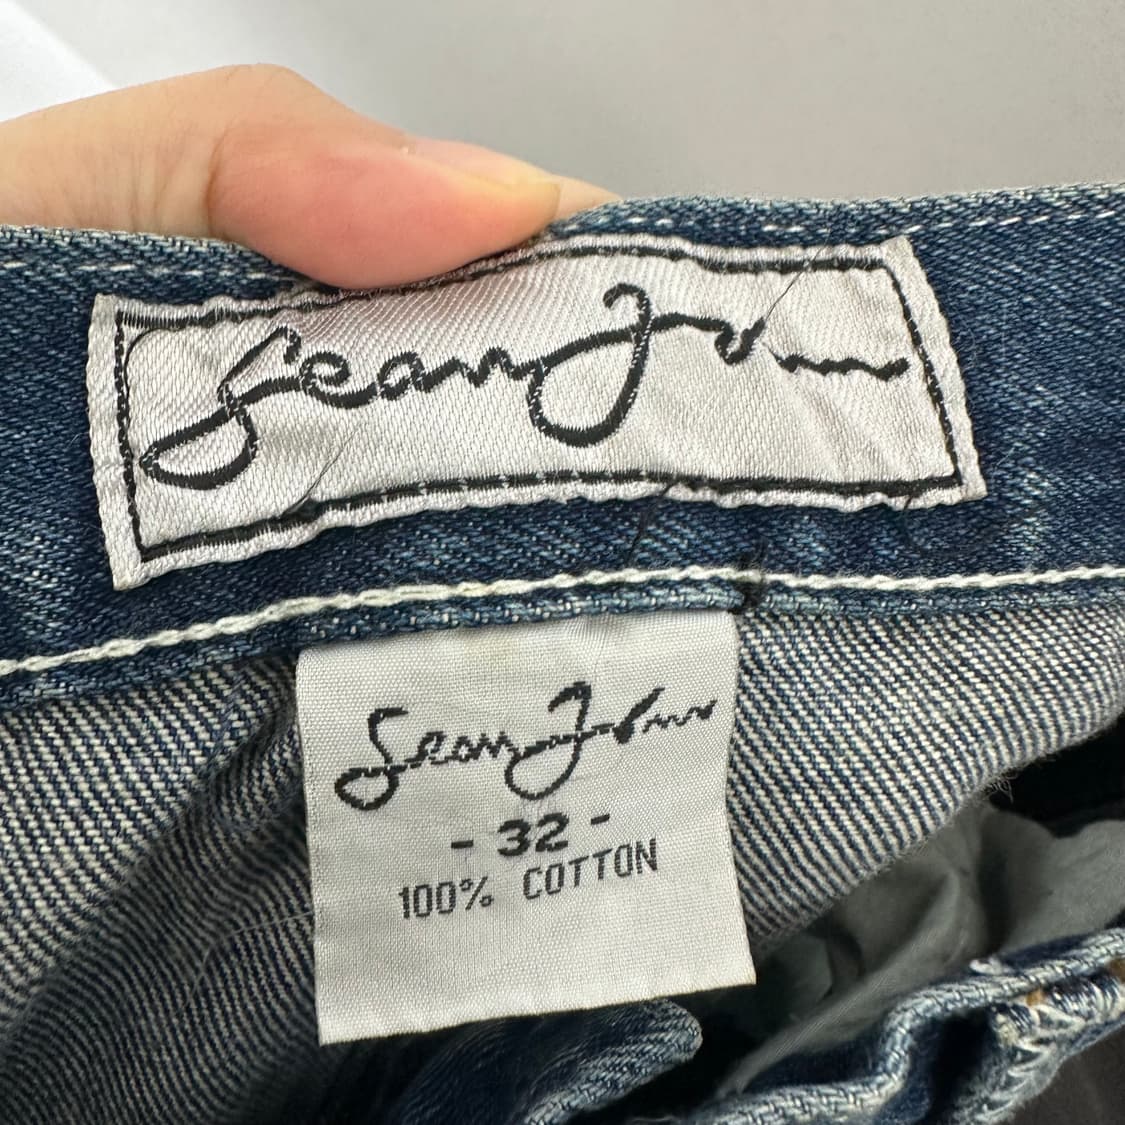 Sean John
Sean John
- 32 -
100% COTTON